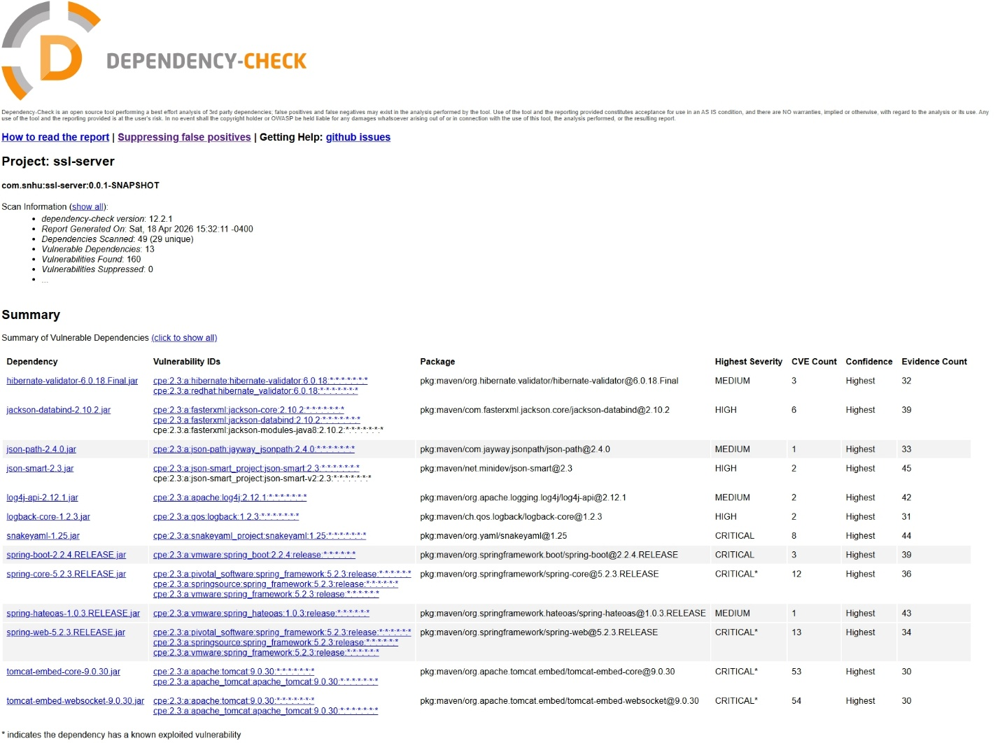 D DEPENDENCY-CHECK
Dependency-Check is an open source tool performing a best effort analysis of 3rd party dependencies; false positives and false negatives may exist in the analysis performed by the tool. Use of the tool and the reporting provided constitutes acceptance for use in an AS IS condition, and there are NO warranties, implied or otherwise, with regard to the analysis or its use. Any
use of the tool and the reporting provided is at the user's risk. In no event shall the copyright holder or OWASP be held liable for any damages whatsoever arising out of or in connection with the use of this tool, the analysis performed, or the resulting report.
How to read the report | Suppressing false positives | Getting Help: github issues
Project: ssl-server
com.snhu:ssl-server:0.0.1-SNAPSHOT
Scan Information (show all):
• dependency-check version: 12.2.1
• Report Generated On: Sat, 18 Apr 2026 15:32:11 -0400
• Dependencies Scanned: 49 (29 unique)
• Vulnerable Dependencies: 13
• Vulnerabilities Found: 160
• Vulnerabilities Suppressed: 0
• ...
Summary
Summary of Vulnerable Dependencies (click to show all)
Dependency Vulnerability IDs Package Highest Severity CVE Count Confidence Evidence Count
hibernate-validator-6.0.18.Final.jar cpe:2.3:a:hibernate:hibernate-validator:6.0.18:*:*:*:*:*:*:* pkg:maven/org.hibernate.validator/hibernate-validator@6.0.18.Final MEDIUM 3 Highest 32
cpe:2.3:a:redhat:hibernate_validator:6.0.18:*:*:*:*:*:*:*
jackson-databind-2.10.2.jar cpe:2.3:a:fasterxml:jackson-core:2.10.2:*:*:*:*:*:*:* pkg:maven/com.fasterxml.jackson.core/jackson-databind@2.10.2 HIGH 6 Highest 39
cpe:2.3:a:fasterxml:jackson-databind:2.10.2:*:*:*:*:*:*:*
cpe:2.3:a:fasterxml:jackson-modules-java8:2.10.2:*:*:*:*:*:*:*
json-path-2.4.0.jar cpe:2.3:a:json-path:jayway_jsonpath:2.4.0:*:*:*:*:*:*:* pkg:maven/com.jayway.jsonpath/json-path@2.4.0 MEDIUM 1 Highest 33
json-smart-2.3.jar cpe:2.3:a:json-smart_project:json-smart:2.3:*:*:*:*:*:*:* pkg:maven/net.minidev/json-smart@2.3 HIGH 2 Highest 45
cpe:2.3:a:json-smart_project:json-smart-v2:2.3:*:*:*:*:*:*:*
log4j-api-2.12.1.jar cpe:2.3:a:apache:log4j:2.12.1:*:*:*:*:*:*:* pkg:maven/org.apache.logging.log4j/log4j-api@2.12.1 MEDIUM 2 Highest 42
logback-core-1.2.3.jar cpe:2.3:a:qos:logback:1.2.3:*:*:*:*:*:*:* pkg:maven/ch.qos.logback/logback-core@1.2.3 HIGH 2 Highest 31
snakeyaml-1.25.jar cpe:2.3:a:snakeyaml_project:snakeyaml:1.25:*:*:*:*:*:*:* pkg:maven/org.yaml/snakeyaml@1.25 CRITICAL 8 Highest 44
spring-boot-2.2.4.RELEASE.jar cpe:2.3:a:vmware:spring_boot:2.2.4:release:*:*:*:*:*:* pkg:maven/org.springframework.boot/spring-boot@2.2.4.RELEASE CRITICAL 3 Highest 39
spring-core-5.2.3.RELEASE.jar cpe:2.3:a:pivotal_software:spring_framework:5.2.3:release:*:*:*:*:*:* pkg:maven/org.springframework/spring-core@5.2.3.RELEASE CRITICAL* 12 Highest 36
cpe:2.3:a:springsource:spring_framework:5.2.3:release:*:*:*:*:*:*
cpe:2.3:a:vmware:spring_framework:5.2.3:release:*:*:*:*:*:*
spring-hateoas-1.0.3.RELEASE.jar cpe:2.3:a:vmware:spring_hateoas:1.0.3:release:*:*:*:*:*:* pkg:maven/org.springframework.hateoas/spring-hateoas@1.0.3.RELEASE MEDIUM 1 Highest 43
spring-web-5.2.3.RELEASE.jar cpe:2.3:a:pivotal_software:spring_framework:5.2.3:release:*:*:*:*:*:* pkg:maven/org.springframework/spring-web@5.2.3.RELEASE CRITICAL* 13 Highest 34
cpe:2.3:a:springsource:spring_framework:5.2.3:release:*:*:*:*:*:*
cpe:2.3:a:vmware:spring_framework:5.2.3:release:*:*:*:*:*:*
tomcat-embed-core-9.0.30.jar cpe:2.3:a:apache:tomcat:9.0.30:*:*:*:*:*:*:* pkg:maven/org.apache.tomcat.embed/tomcat-embed-core@9.0.30 CRITICAL* 53 Highest 30
cpe:2.3:a:apache_tomcat:apache_tomcat:9.0.30:*:*:*:*:*:*:*
tomcat-embed-websocket-9.0.30.jar cpe:2.3:a:apache:tomcat:9.0.30:*:*:*:*:*:*:* pkg:maven/org.apache.tomcat.embed/tomcat-embed-websocket@9.0.30 CRITICAL* 54 Highest 30
cpe:2.3:a:apache_tomcat:apache_tomcat:9.0.30:*:*:*:*:*:*:*
* indicates the dependency has a known exploited vulnerability